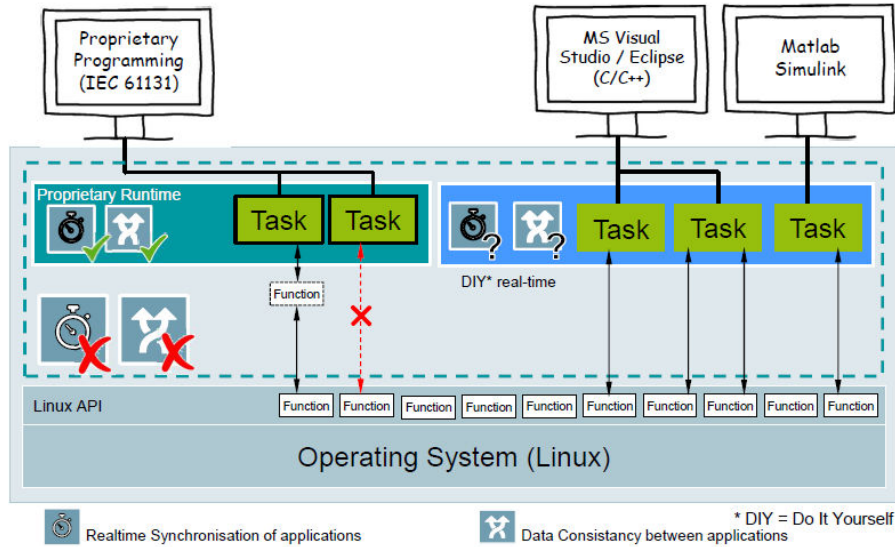 Proprietary
Programming
(IEC 61131)
MS Visual
Studio / Eclipse
(C/C++)
Matlab
Simulink
Proprietary Runtime
Task
Task
?
?
Task
Task
Task
DIY* real-time
Function
Linux API
Function
Function
Function
Function
Function
Function
Function
Function
Function
Function
Operating System (Linux)
* DIY = Do It Yourself
Realtime Synchronisation of applications
Data Consistancy between applications